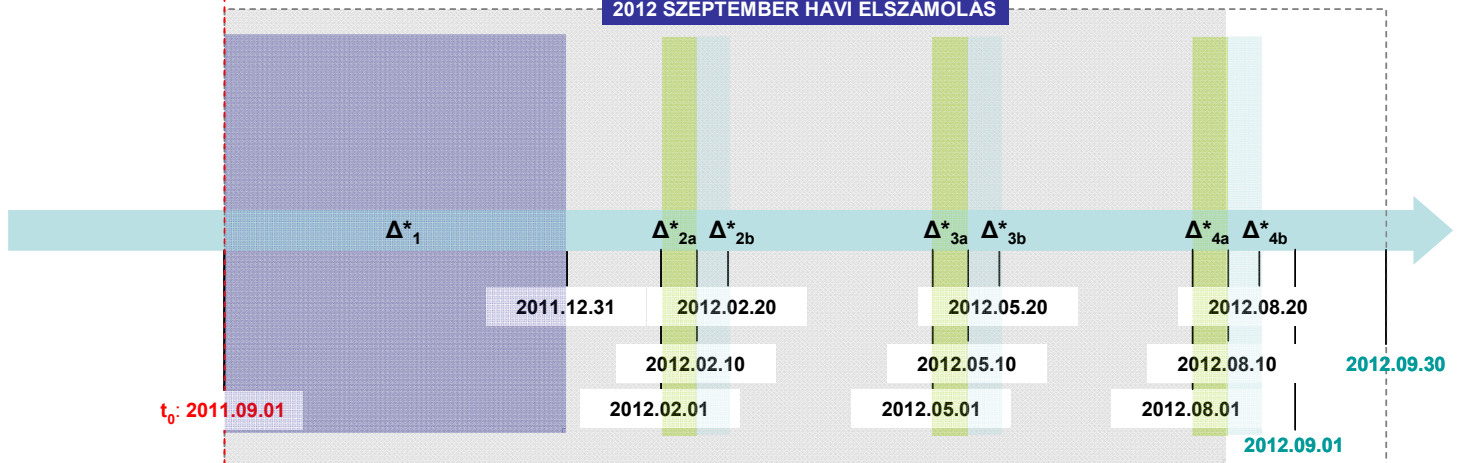 2012 SZEPTEMBER HAVI ELSZÁMOLÁS
Δ*1 Δ*2a Δ*2b Δ*3a Δ*3b Δ*4a Δ*4b
2011.12.31 2012.02.20 2012.05.20 2012.08.20
2012.02.10 2012.05.10 2012.08.10 2012.09.30
t0: 2011.09.01 2012.02.01 2012.05.01 2012.08.01
2012.09.01